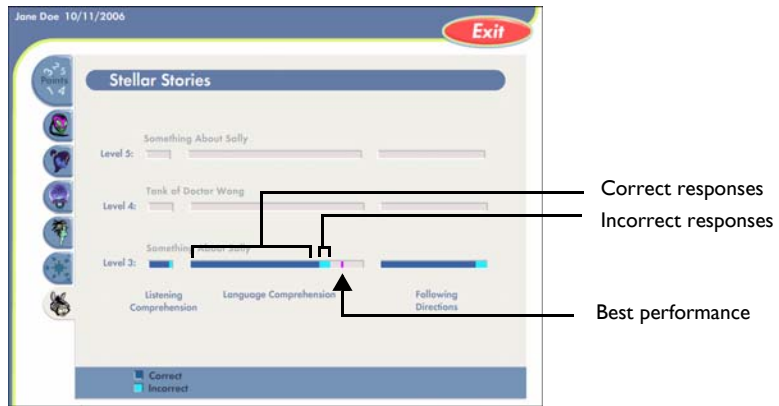 Jane Doe 10/11/2006
Exit
Points
Stellar Stories
Something About Sally
Level 5:
Tank of Doctor Wang
Level 4:
Something About Sally
Level 3:
Listening Comprehension
Language Comprehension
Following Directions
Correct
Incorrect
Correct responses
Incorrect responses
Best performance